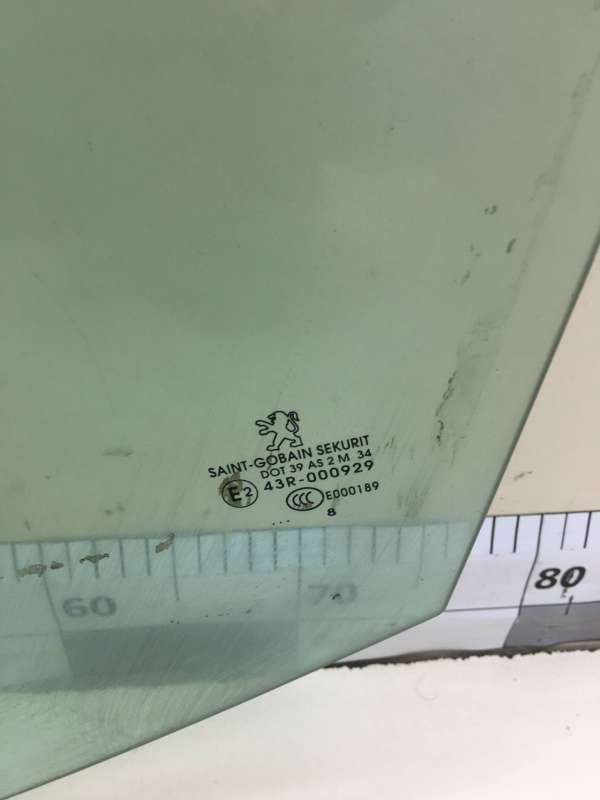 SAINT-GOBAIN SEKURIT
DOT 39 AS 2 M 34
E2 43R-000929
CCC E000189
...
8
60 70 80